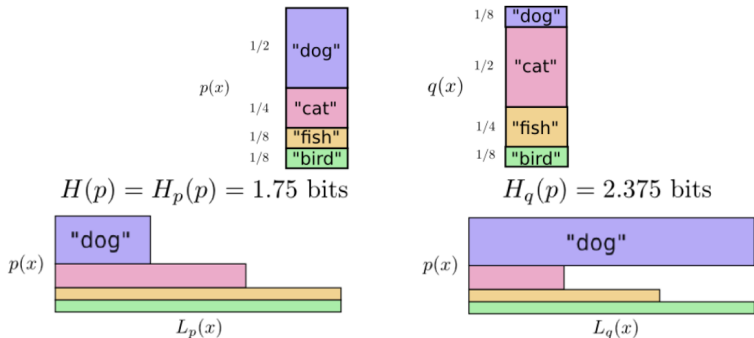 1/2
"dog"
p(x)
1/4
"cat"
1/8
"fish"
1/8
"bird"
H(p) = H_p(p) = 1.75 bits
p(x)
"dog"
L_p(x)
1/8
"dog"
1/2
"cat"
q(x)
1/4
"fish"
1/8
"bird"
H_q(p) = 2.375 bits
p(x)
"dog"
L_q(x)